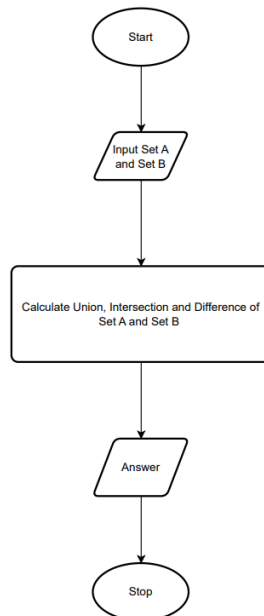 Start
Input Set A
and Set B
Calculate Union, Intersection and Difference of
Set A and Set B
Answer
Stop